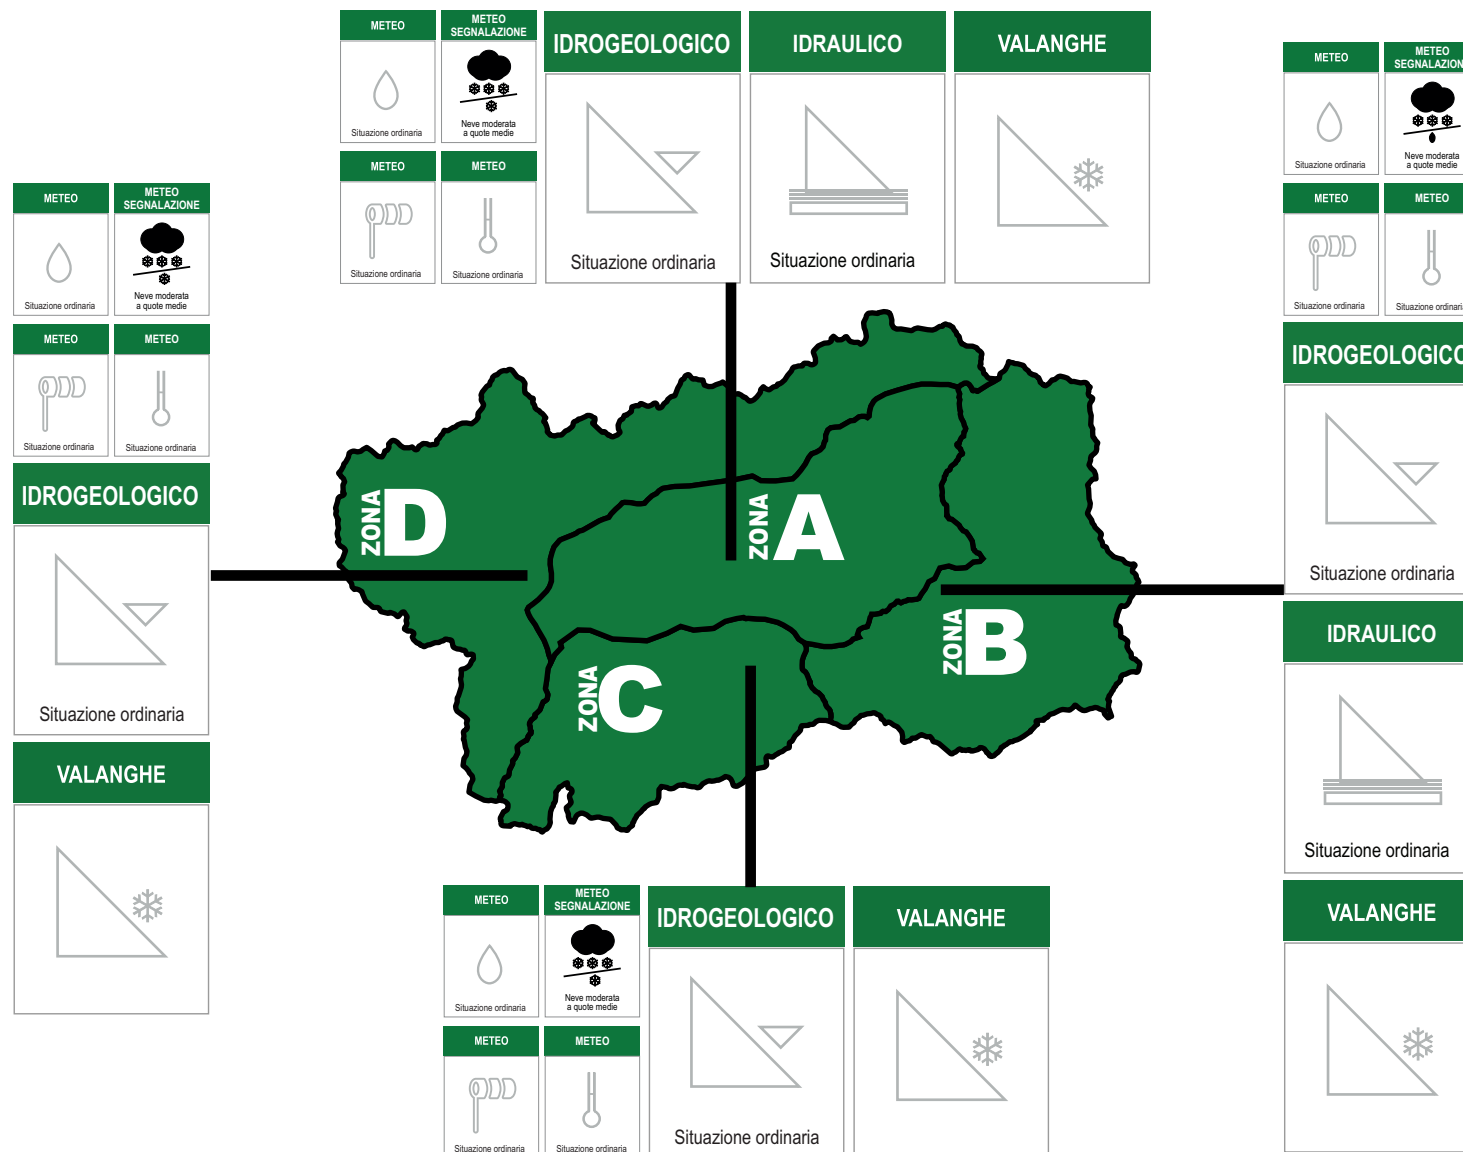 METEO
METEO
SEGNALAZIONE
Situazione ordinaria
Neve moderata
a quote medie
METEO
METEO
Situazione ordinaria
Situazione ordinaria
IDROGEOLOGICO
Situazione ordinaria
IDRAULICO
Situazione ordinaria
VALANGHE
METEO
METEO
SEGNALAZIONE
Situazione ordinaria
Neve moderata
a quote medie
METEO
METEO
Situazione ordinaria
Situazione ordinaria
IDROGEOLOGICO
Situazione ordinaria
VALANGHE
ZONA D
ZONA A
ZONA B
ZONA C
METEO
METEO
SEGNALAZION
Situazione ordinaria
Neve moderata
a quote medie
METEO
METEO
Situazione ordinaria
Situazione ordinari
IDROGEOLOGICO
Situazione ordinaria
IDRAULICO
Situazione ordinaria
VALANGHE
METEO
METEO
SEGNALAZIONE
Situazione ordinaria
Neve moderata
a quote medie
METEO
METEO
Situazione ordinaria
Situazione ordinaria
IDROGEOLOGICO
Situazione ordinaria
VALANGHE